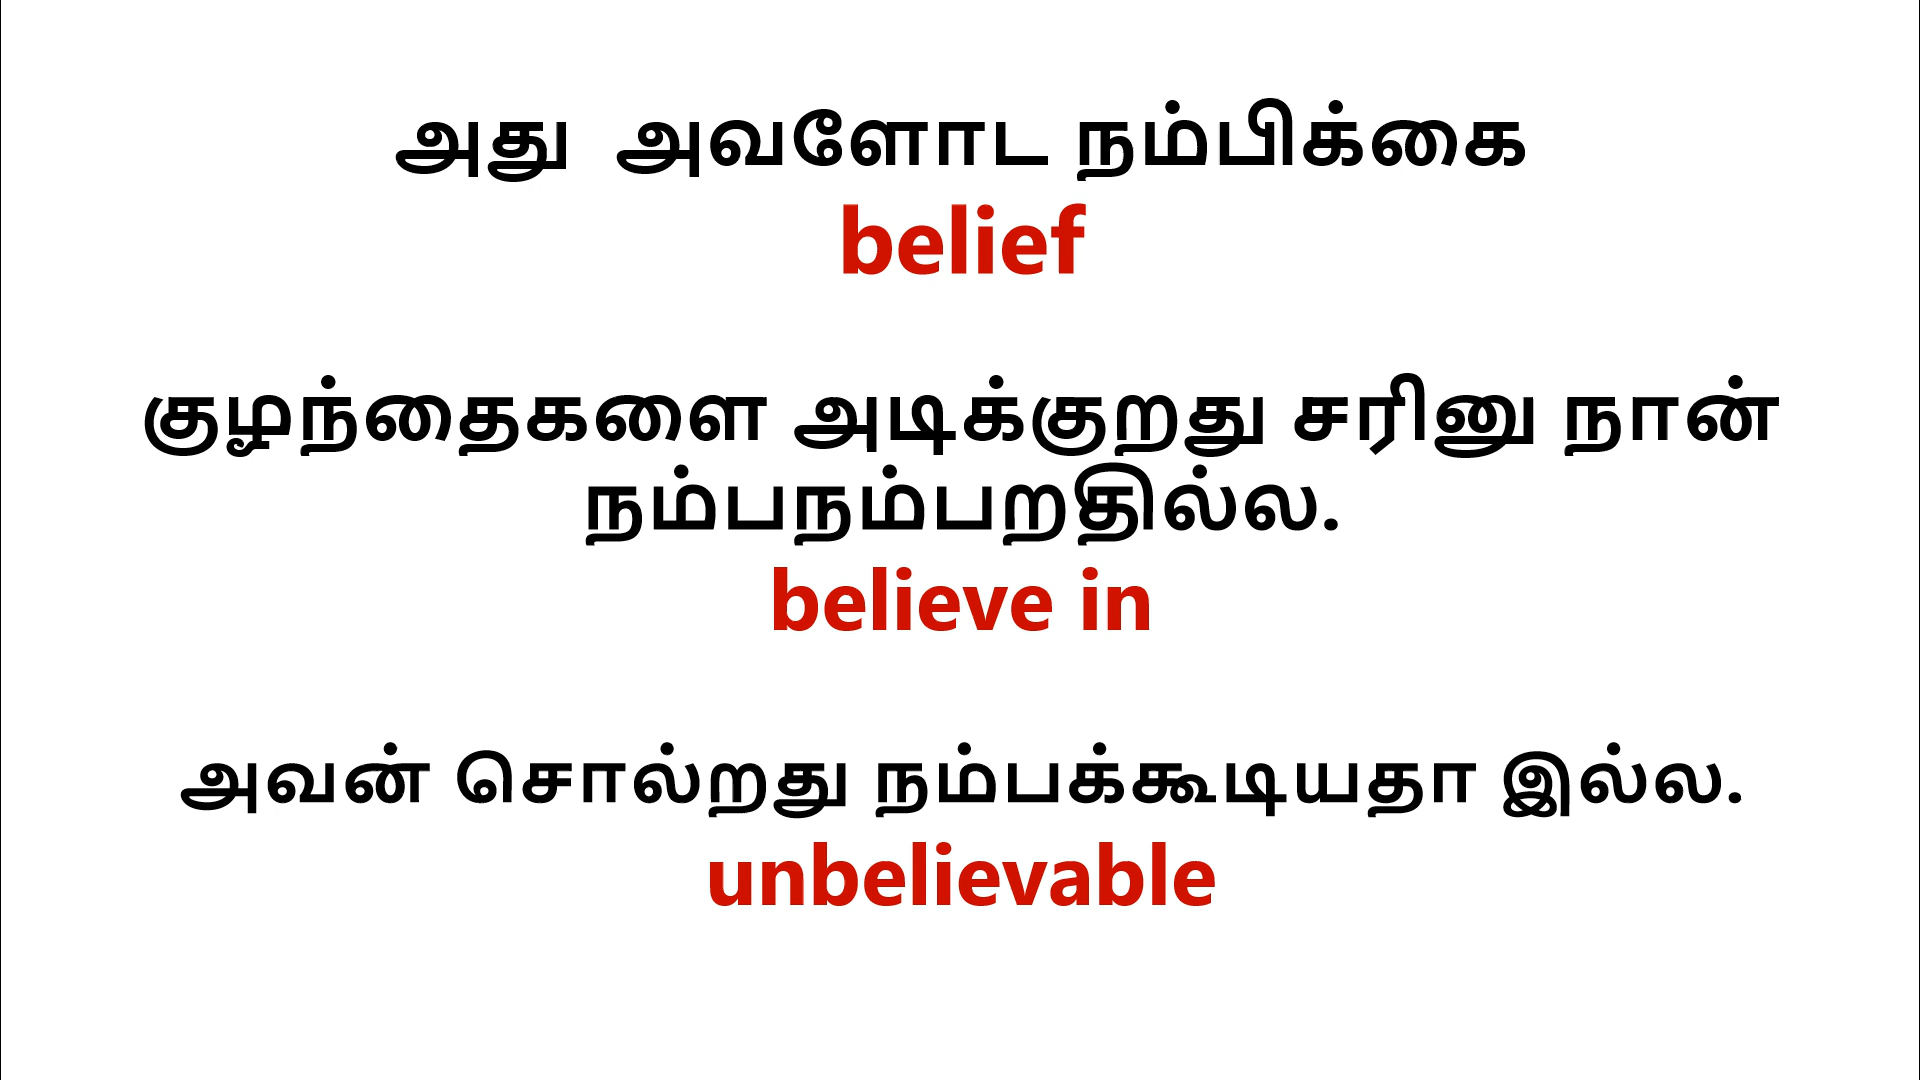 அது அவளோட நம்பிக்கை
belief
குழந்தைகளை அடிக்குறது சரினு நான்
நம்பநம்பறதில்ல.
believe in
அவன் சொல்றது நம்பக்கூடியதா இல்ல.
unbelievable